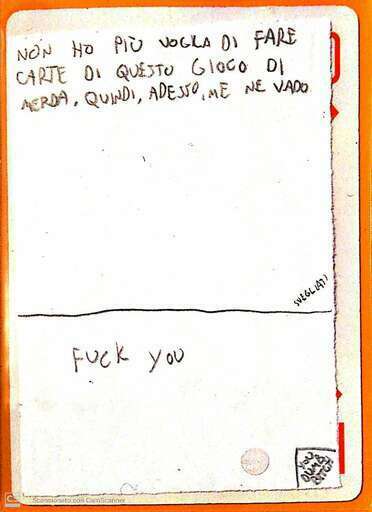 NON HO PIÙ VOGLIA DI FARE
CARTE DI QUESTO GIOCO DI
MERDA, QUINDI, ADESSO, ME NE VADO
FUCK YOU
YOU
DUMB
BITCH
CS Scansionato con CamScanner